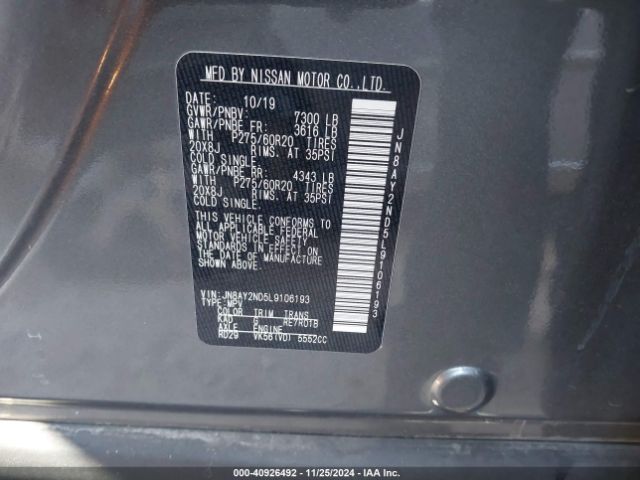 MFD BY NISSAN MOTOR CO.,LTD.
DATE: 10/19
GVWR/PNBV: 7300 LB
GAWR/PNBE FR: 3616 LB
WITH P275/60R20 TIRES
20X8J RIMS. AT 35PSI
COLD SINGLE.
GAWR/PNBE RR: 4343 LB
WITH P275/60R20 TIRES
20X8J RIMS. AT 35PSI
COLD SINGLE.
THIS VEHICLE CONFORMS TO
ALL APPLICABLE FEDERAL
MOTOR VEHICLE SAFETY
STANDARDS IN EFFECT ON
THE DATE OF MANUFACTURE
SHOWN ABOVE.
VIN: JN8AY2ND5L9106193
TYPE: MPV
COLOR TRIM TRANS
KAD G RE7R01B
AXLE ENGINE
RD29 VK56(VD) 5552CC
JN8AY2ND5L9106193
000-40926492 - 11/25/2024 - IAA Inc.